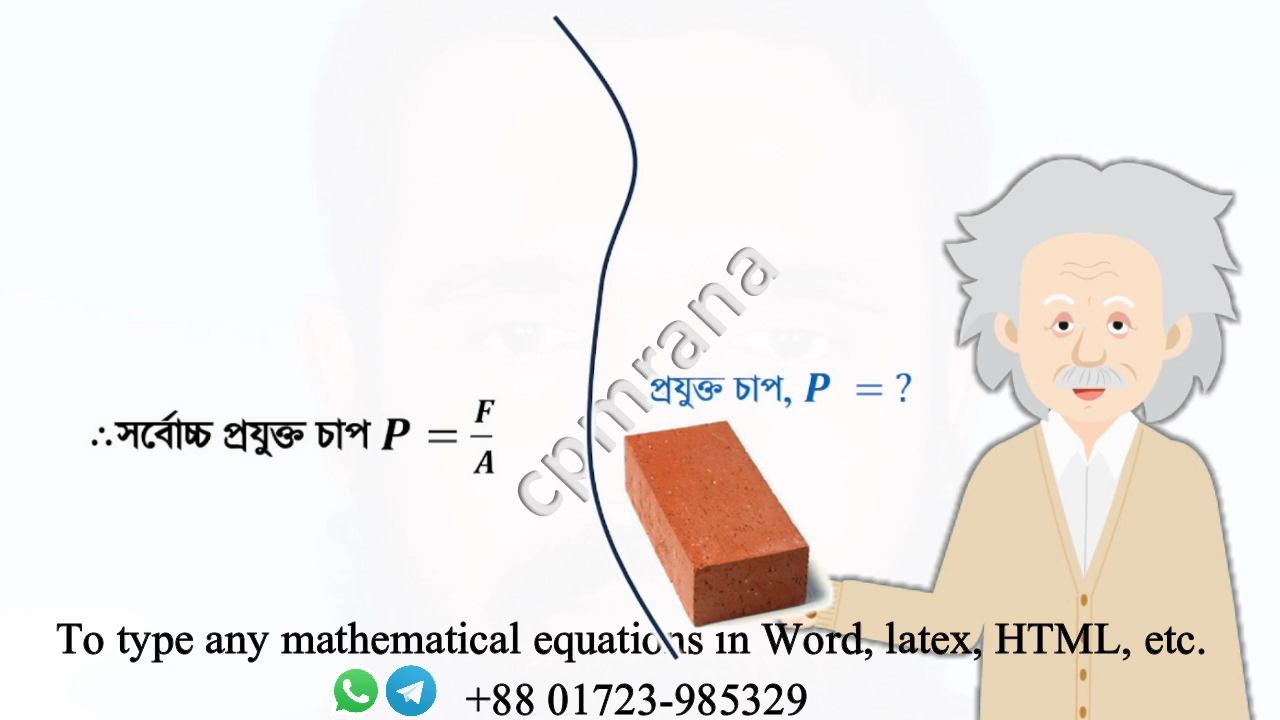 প্রযুক্ত চাপ, P = ?
∴সর্বোচ্চ প্রযুক্ত চাপ P = F/A
cpmrana
To type any mathematical equations in Word, latex, HTML, etc.
+88 01723-985329